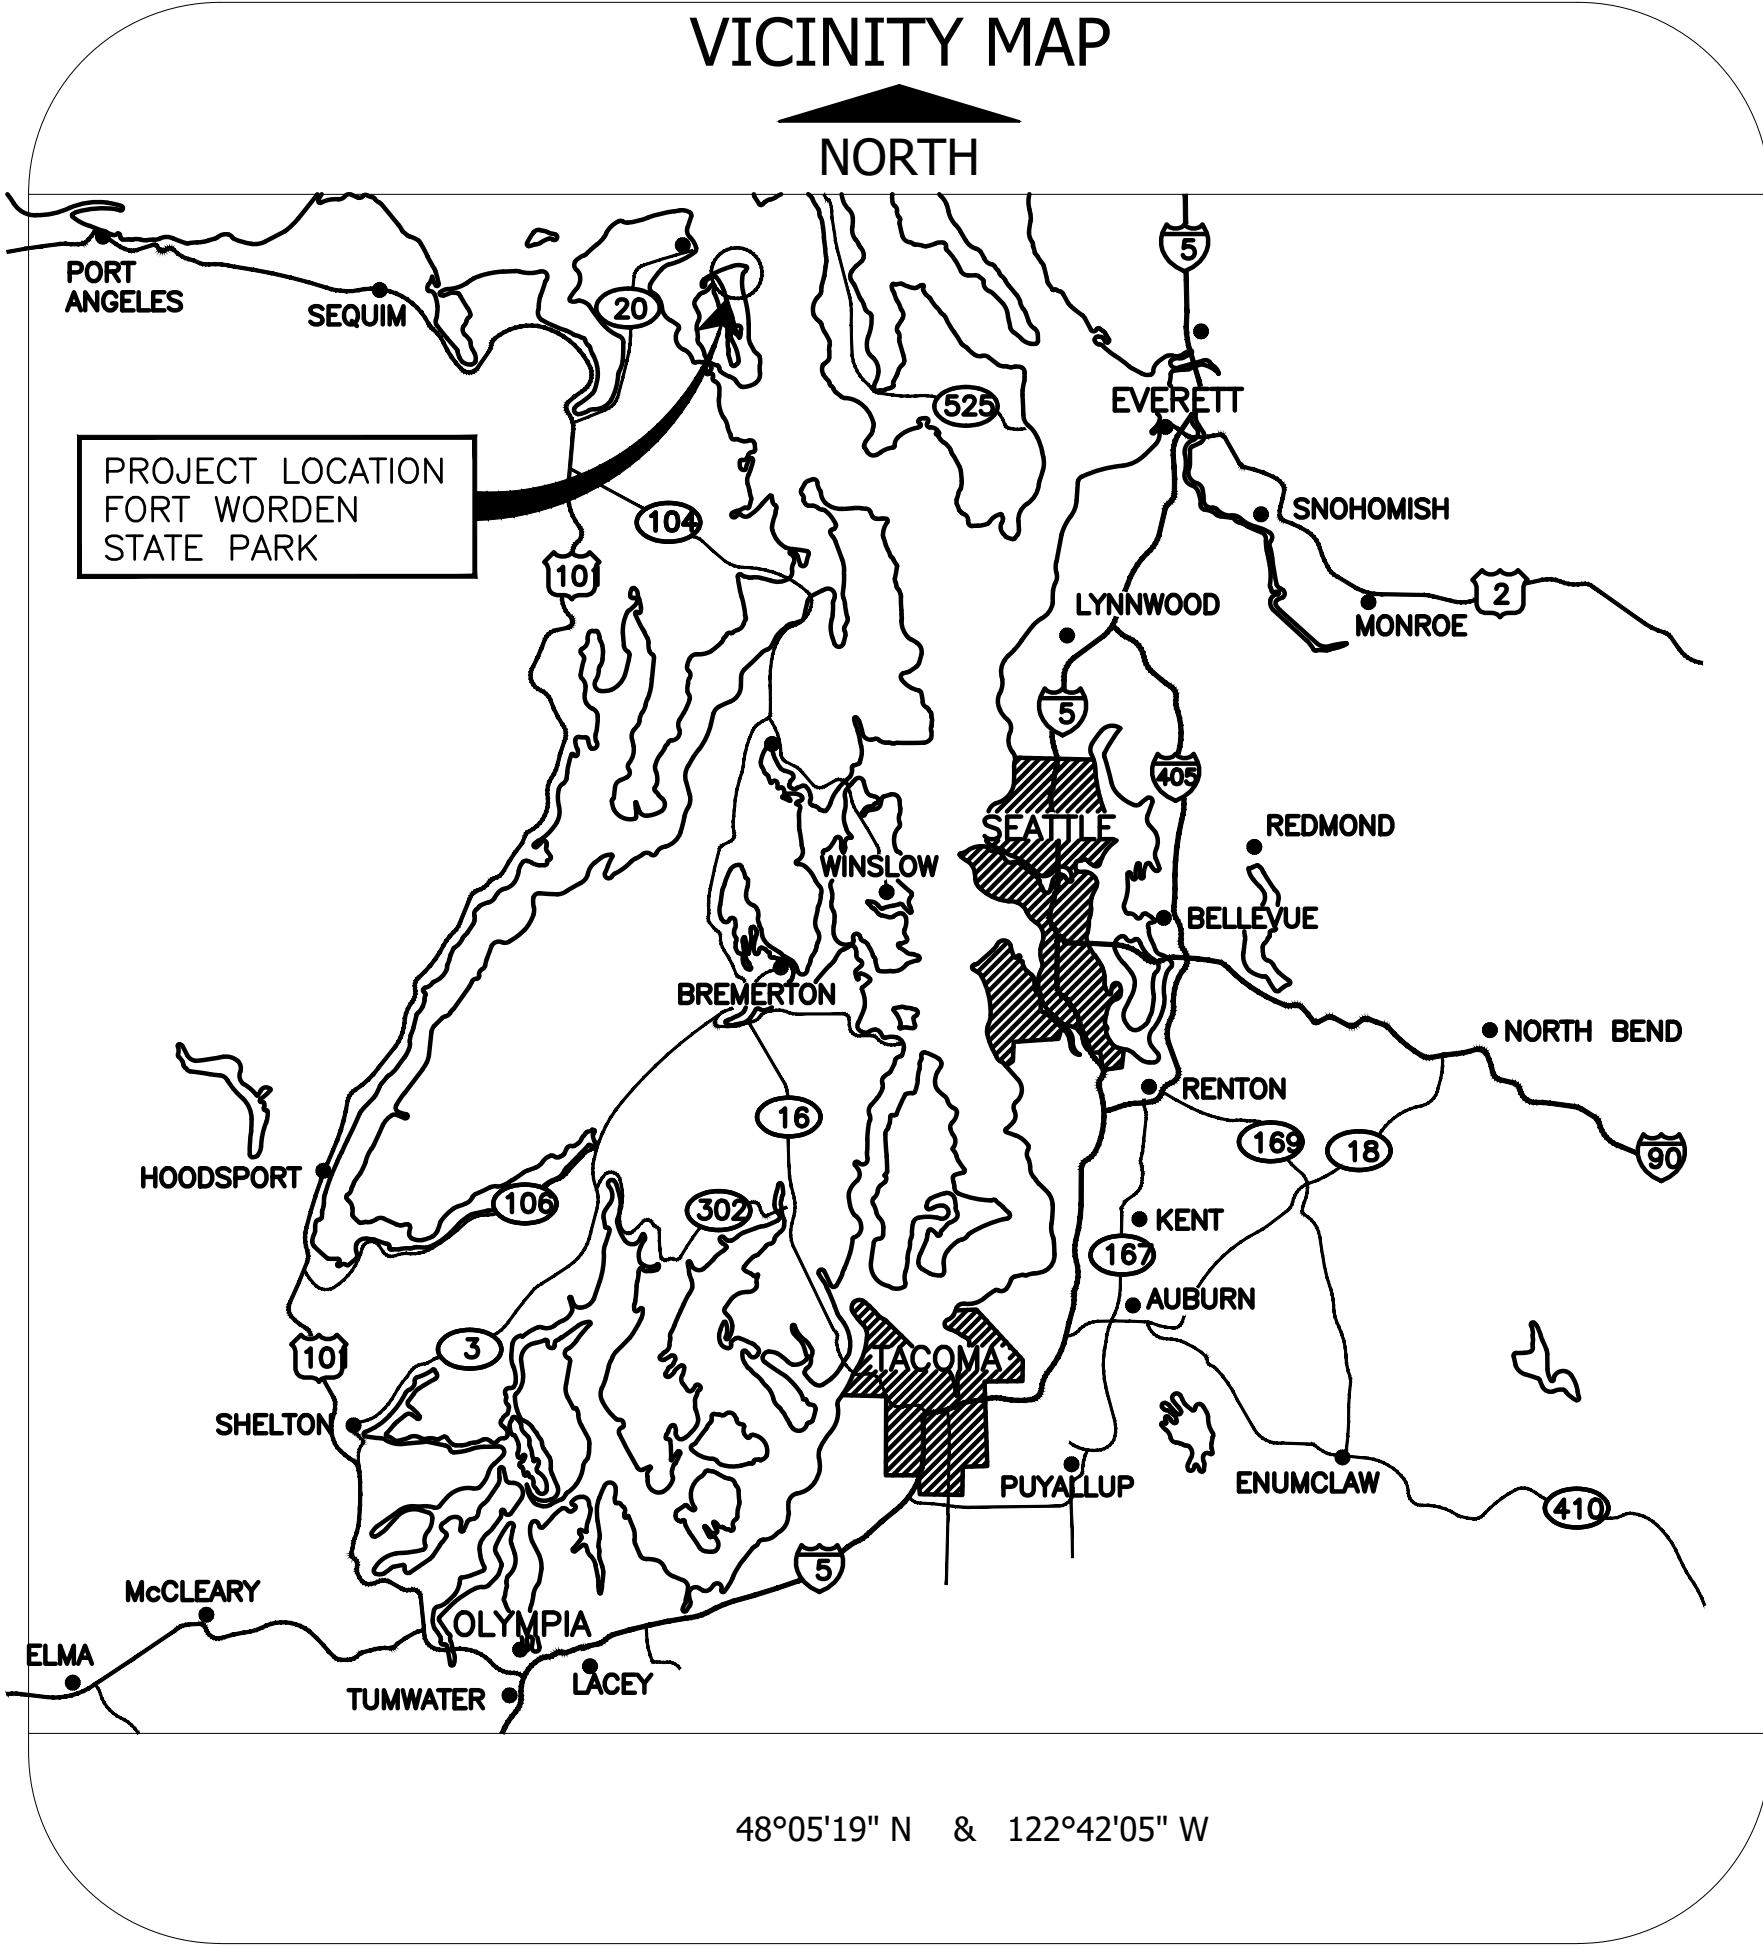 VICINITY MAP
NORTH
5
PORT
ANGELES
SEQUIM
20
525
EVERETT
PROJECT LOCATION
FORT WORDEN
STATE PARK
104
SNOHOMISH
101
2
LYNNWOOD
MONROE
5
405
SEATTLE
REDMOND
WINSLOW
BELLEVUE
BREMERTON
NORTH BEND
RENTON
16
169
18
90
HOODSPORT
106
302
KENT
167
AUBURN
3
101
TACOMA
SHELTON
PUYALLUP
ENUMCLAW
410
5
McCLEARY
OLYMPIA
ELMA
LACEY
TUMWATER
48°05'19" N & 122°42'05" W